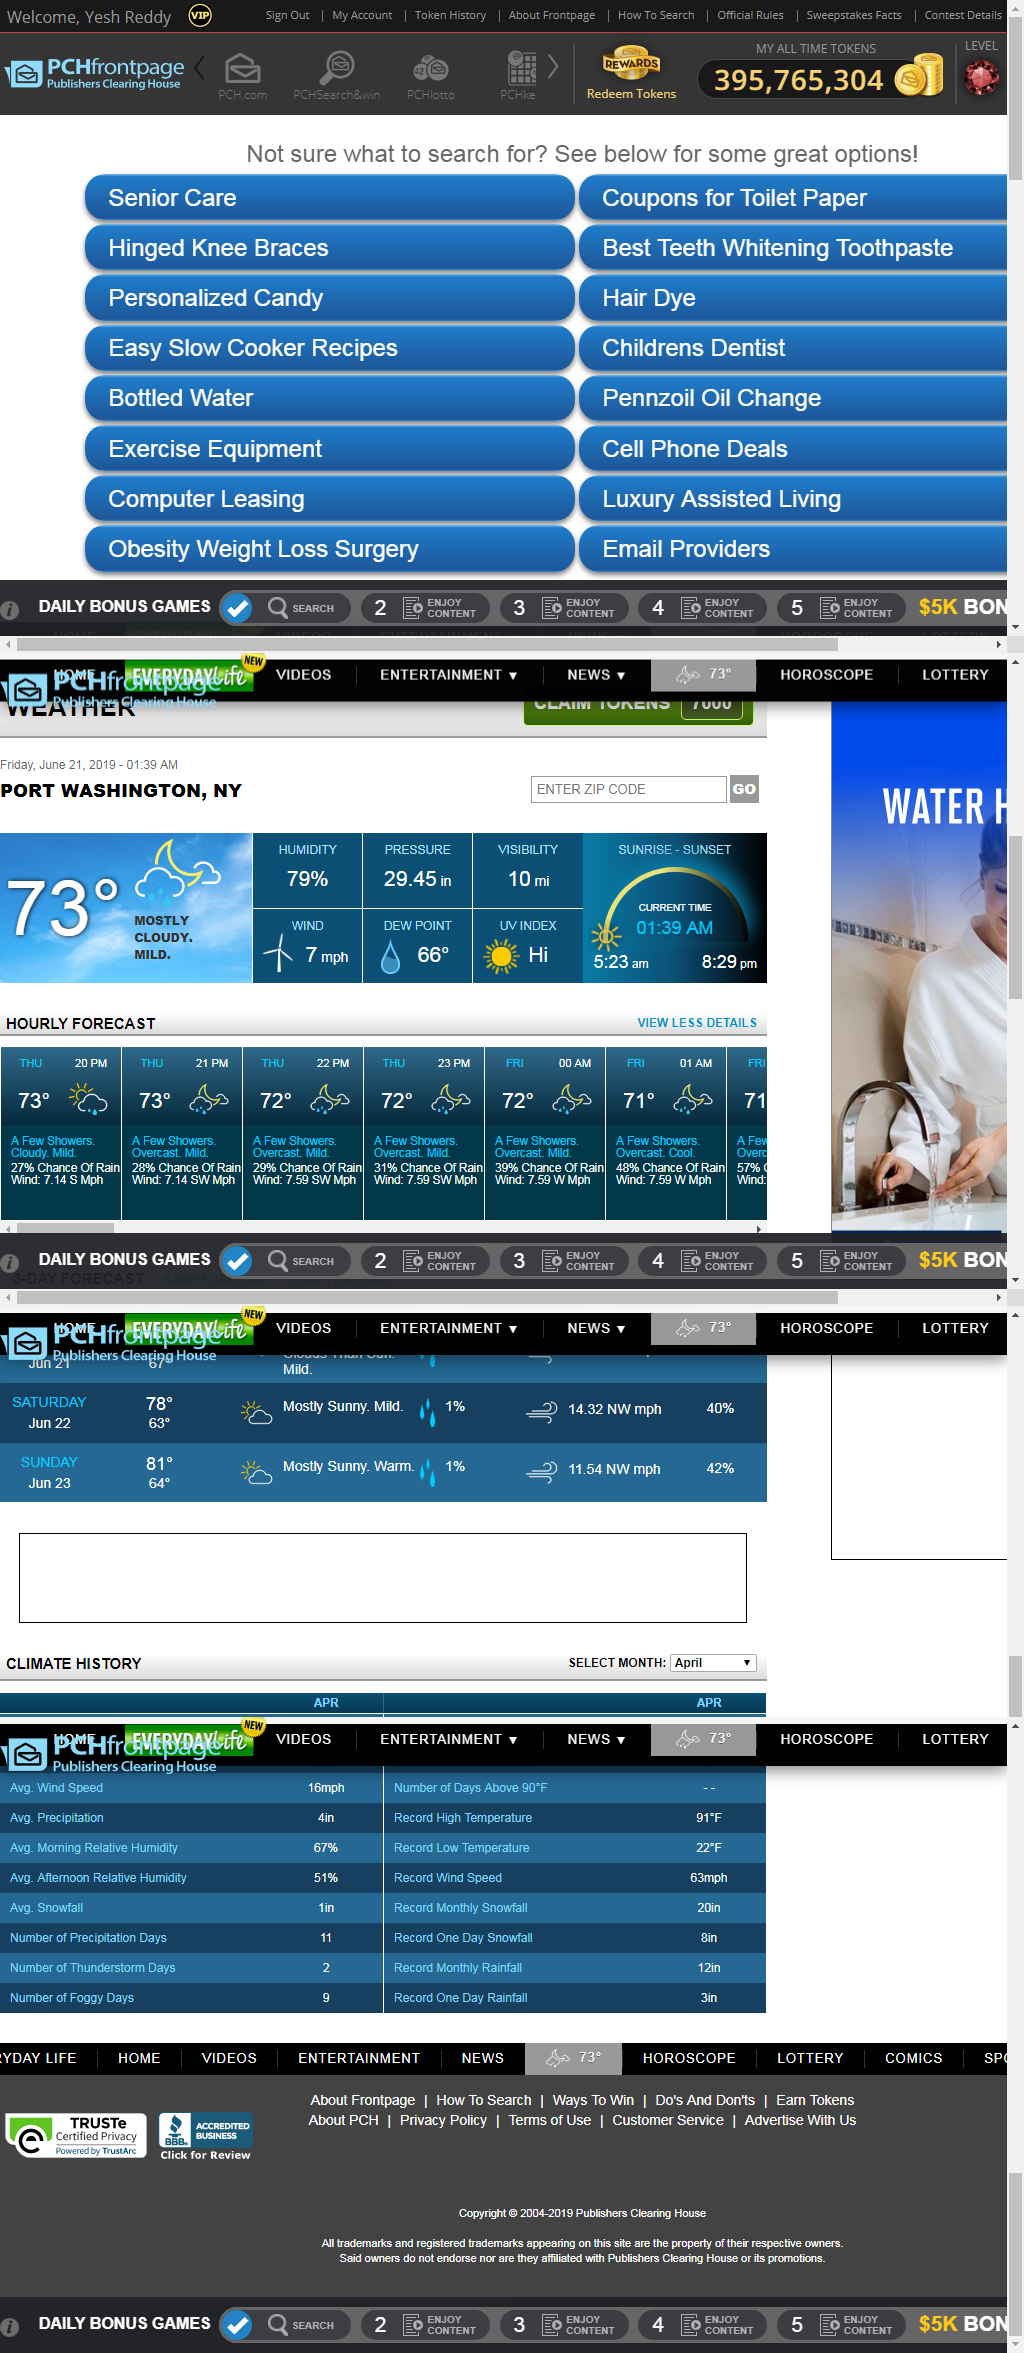 Welcome, Yesh Reddy VIP Sign Out | My Account | Token History | About Frontpage | How To Search | Official Rules | Sweepstakes Facts | Contest Details
PCHfrontpage
Publishers Clearing House
PCH.com PCHSearch&win PCHlotto PCHke
REWARDS
Redeem Tokens
MY ALL TIME TOKENS
395,765,304
LEVEL
Not sure what to search for? See below for some great options!
Senior Care Coupons for Toilet Paper
Hinged Knee Braces Best Teeth Whitening Toothpaste
Personalized Candy Hair Dye
Easy Slow Cooker Recipes Childrens Dentist
Bottled Water Pennzoil Oil Change
Exercise Equipment Cell Phone Deals
Computer Leasing Luxury Assisted Living
Obesity Weight Loss Surgery Email Providers
i DAILY BONUS GAMES SEARCH 2 ENJOY CONTENT 3 ENJOY CONTENT 4 ENJOY CONTENT 5 ENJOY CONTENT $5K BON
HOME EVERYDAY life NEW VIDEOS ENTERTAINMENT ▼ NEWS ▼ 73° HOROSCOPE LOTTERY
PCHfrontpage
Publishers Clearing House
WEATHER CLAIM TOKENS 7000
Friday, June 21, 2019 - 01:39 AM
PORT WASHINGTON, NY ENTER ZIP CODE GO
WATER H
73° MOSTLY CLOUDY. MILD.
HUMIDITY PRESSURE VISIBILITY SUNRISE - SUNSET
79% 29.45 in 10 mi
CURRENT TIME
01:39 AM
WIND DEW POINT UV INDEX
7 mph 66° Hi
5:23 am 8:29 pm
HOURLY FORECAST VIEW LESS DETAILS
THU 20 PM THU 21 PM THU 22 PM THU 23 PM FRI 00 AM FRI 01 AM FRI
73° 73° 72° 72° 72° 71° 71
A Few Showers. A Few Showers. A Few Showers. A Few Showers. A Few Showers. A Few Showers. A Few
Cloudy. Mild. Overcast. Mild. Overcast. Mild. Overcast. Mild. Overcast. Mild. Overcast. Cool. Overc
27% Chance Of Rain 28% Chance Of Rain 29% Chance Of Rain 31% Chance Of Rain 39% Chance Of Rain 48% Chance Of Rain 57% C
Wind: 7.14 S Mph Wind: 7.14 SW Mph Wind: 7.59 SW Mph Wind: 7.59 SW Mph Wind: 7.59 W Mph Wind: 7.59 W Mph Wind:
i DAILY BONUS GAMES SEARCH 2 ENJOY CONTENT 3 ENJOY CONTENT 4 ENJOY CONTENT 5 ENJOY CONTENT $5K BON
3-DAY FORECAST
HOME EVERYDAY life NEW VIDEOS ENTERTAINMENT ▼ NEWS ▼ 73° HOROSCOPE LOTTERY
PCHfrontpage
Publishers Clearing House
Jun 21 67° Clouds Than Sun. Mild.
SATURDAY 78° Mostly Sunny. Mild. 1% 14.32 NW mph 40%
Jun 22 63°
SUNDAY 81° Mostly Sunny. Warm. 1% 11.54 NW mph 42%
Jun 23 64°
CLIMATE HISTORY SELECT MONTH: April ▼
APR APR
HOME EVERYDAY life NEW VIDEOS ENTERTAINMENT ▼ NEWS ▼ 73° HOROSCOPE LOTTERY
PCHfrontpage
Publishers Clearing House
Avg. Wind Speed 16mph Number of Days Above 90°F - -
Avg. Precipitation 4in Record High Temperature 91°F
Avg. Morning Relative Humidity 67% Record Low Temperature 22°F
Avg. Afternoon Relative Humidity 51% Record Wind Speed 63mph
Avg. Snowfall 1in Record Monthly Snowfall 20in
Number of Precipitation Days 11 Record One Day Snowfall 8in
Number of Thunderstorm Days 2 Record Monthly Rainfall 12in
Number of Foggy Days 9 Record One Day Rainfall 3in
RYDAY LIFE HOME VIDEOS ENTERTAINMENT NEWS 73° HOROSCOPE LOTTERY COMICS SPO
About Frontpage | How To Search | Ways To Win | Do's And Don'ts | Earn Tokens
About PCH | Privacy Policy | Terms of Use | Customer Service | Advertise With Us
TRUSTe
Certified Privacy
Powered by TrustArc
BBB. ACCREDITED BUSINESS
Click for Review
Copyright © 2004-2019 Publishers Clearing House
All trademarks and registered trademarks appearing on this site are the property of their respective owners.
Said owners do not endorse nor are they affiliated with Publishers Clearing House or its promotions.
i DAILY BONUS GAMES SEARCH 2 ENJOY CONTENT 3 ENJOY CONTENT 4 ENJOY CONTENT 5 ENJOY CONTENT $5K BON